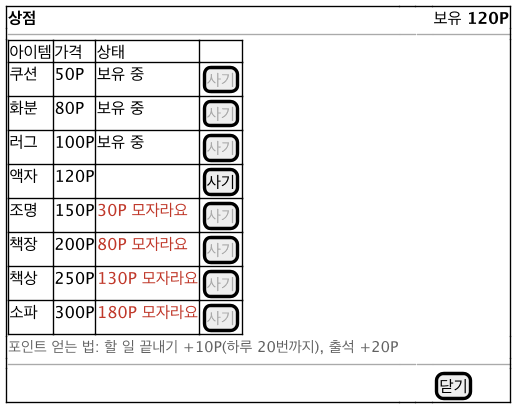 상점 보유 120P
아이템 가격 상태
쿠션 50P 보유 중 사기
화분 80P 보유 중 사기
러그 100P 보유 중 사기
액자 120P 사기
조명 150P 30P 모자라요 사기
책장 200P 80P 모자라요 사기
책상 250P 130P 모자라요 사기
소파 300P 180P 모자라요 사기
포인트 얻는 법: 할 일 끝내기 +10P(하루 20번까지), 출석 +20P
닫기